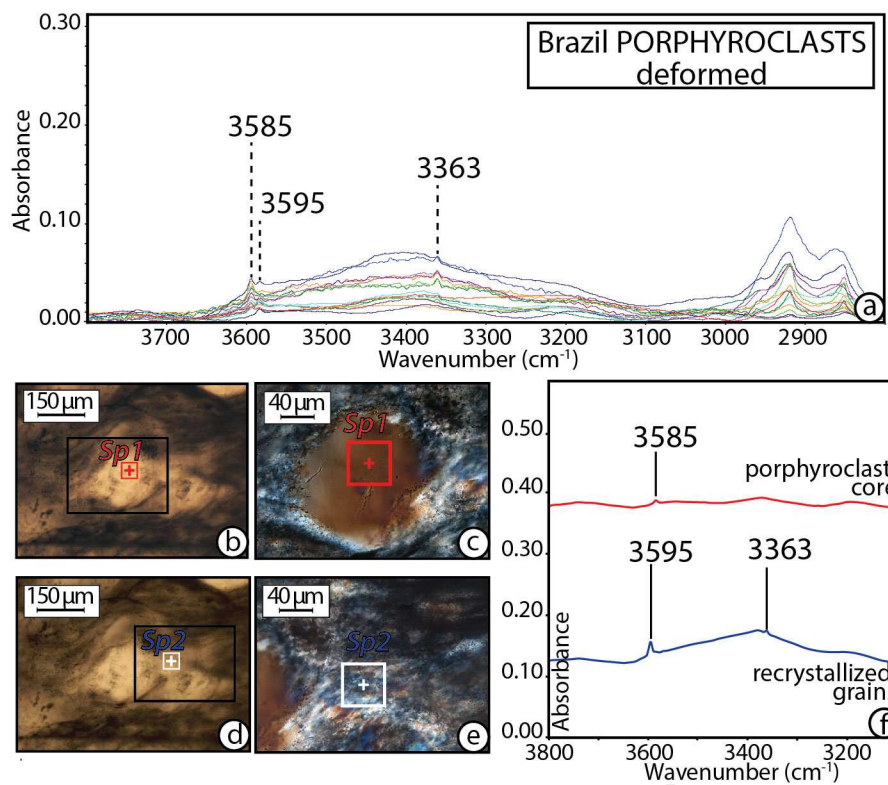 0.30
0.20
0.10
0.00
Absorbance
Brazil PORPHYROCLASTS
deformed
3585
3595
3363
a
3700 3600 3500 3400 3300 3200 3100 3000 2900
Wavenumber (cm⁻¹)
150 µm
Sp1
b
40 µm
Sp1
c
150 µm
Sp2
d
40 µm
Sp2
e
0.50
0.40
0.30
0.20
0.10
0.00
Absorbance
3585
porphyroclast
core
3595
3363
recrystallized
grain
f
3800 3600 3400 3200
Wavenumber (cm⁻¹)